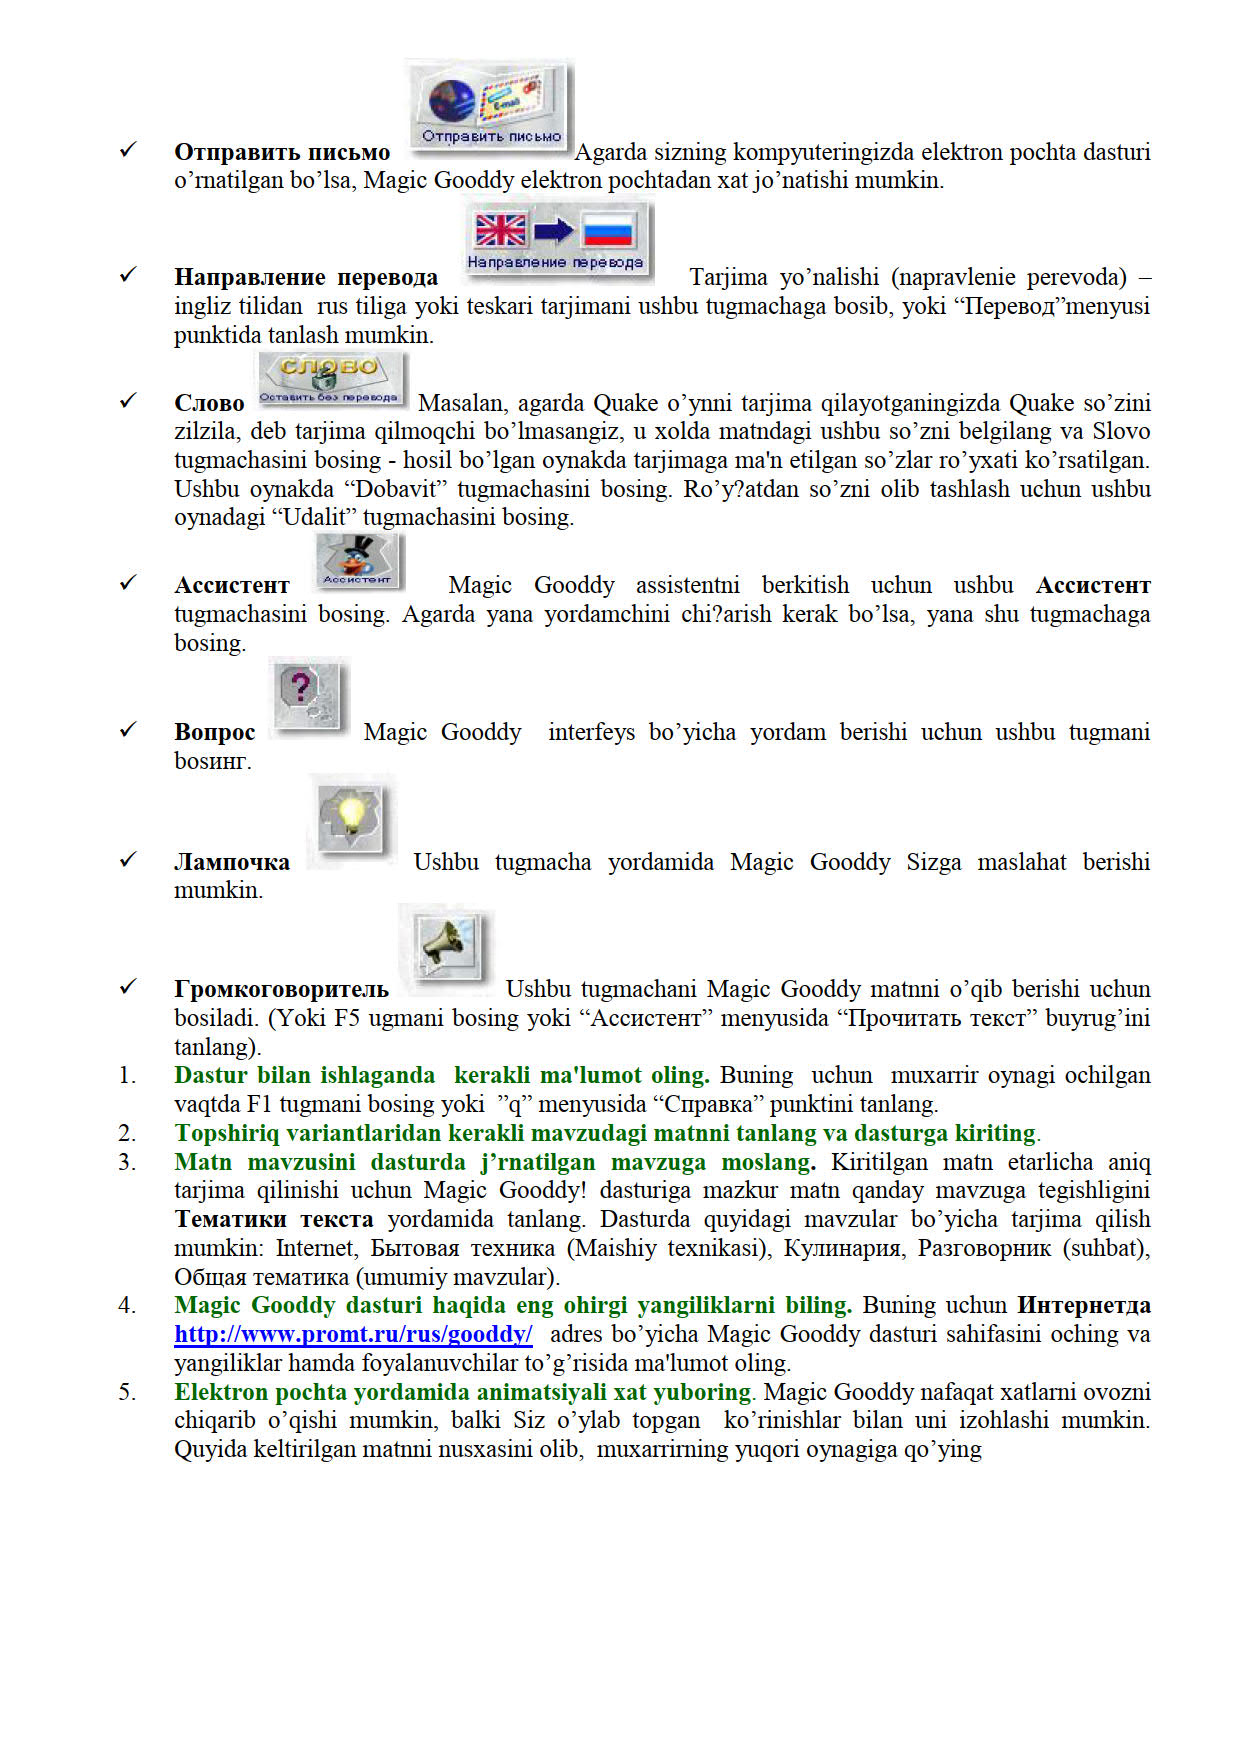 E-mail
Отправить письмо
✓ Отправить письмо Agarda sizning kompyuteringizda elektron pochta dasturi
o’rnatilgan bo’lsa, Magic Gooddy elektron pochtadan xat jo’natishi mumkin.
Направление перевода
✓ Направление перевода Tarjima yo’nalishi (napravlenie perevoda) –
ingliz tilidan rus tiliga yoki teskari tarjimani ushbu tugmachaga bosib, yoki “Перевод”menyusi
punktida tanlash mumkin.
СЛОВО
Оставить без перевода
✓ Слово Masalan, agarda Quake o’ynni tarjima qilayotganingizda Quake so’zini
zilzila, deb tarjima qilmoqchi bo’lmasangiz, u xolda matndagi ushbu so’zni belgilang va Slovo
tugmachasini bosing - hosil bo’lgan oynakda tarjimaga ma'n etilgan so’zlar ro’yxati ko’rsatilgan.
Ushbu oynakda “Dobavit” tugmachasini bosing. Ro’y?atdan so’zni olib tashlash uchun ushbu
oynadagi “Udalit” tugmachasini bosing.
Ассистент
✓ Ассистент Magic Gooddy assistentni berkitish uchun ushbu Ассистент
tugmachasini bosing. Agarda yana yordamchini chi?arish kerak bo’lsa, yana shu tugmachaga
bosing.
?
✓ Вопрос Magic Gooddy interfeys bo’yicha yordam berishi uchun ushbu tugmani
bosинг.
✓ Лампочка Ushbu tugmacha yordamida Magic Gooddy Sizga maslahat berishi
mumkin.
✓ Громкоговоритель Ushbu tugmachani Magic Gooddy matnni o’qib berishi uchun
bosiladi. (Yoki F5 ugmani bosing yoki “Ассистент” menyusida “Прочитать текст” buyrug’ini
tanlang).
1. Dastur bilan ishlaganda kerakli ma'lumot oling. Buning uchun muxarrir oynagi ochilgan
vaqtda F1 tugmani bosing yoki ”q” menyusida “Справка” punktini tanlang.
2. Topshiriq variantlaridan kerakli mavzudagi matnni tanlang va dasturga kiriting.
3. Matn mavzusini dasturda j’rnatilgan mavzuga moslang. Kiritilgan matn etarlicha aniq
tarjima qilinishi uchun Magic Gooddy! dasturiga mazkur matn qanday mavzuga tegishligini
Тематики текста yordamida tanlang. Dasturda quyidagi mavzular bo’yicha tarjima qilish
mumkin: Internet, Бытовая техника (Maishiy texnikasi), Кулинария, Разговорник (suhbat),
Общая тематика (umumiy mavzular).
4. Magic Gooddy dasturi haqida eng ohirgi yangiliklarni biling. Buning uchun Интернетда
http://www.promt.ru/rus/gooddy/ adres bo’yicha Magic Gooddy dasturi sahifasini oching va
yangiliklar hamda foyalanuvchilar to’g’risida ma'lumot oling.
5. Elektron pochta yordamida animatsiyali xat yuboring. Magic Gooddy nafaqat xatlarni ovozni
chiqarib o’qishi mumkin, balki Siz o’ylab topgan ko’rinishlar bilan uni izohlashi mumkin.
Quyida keltirilgan matnni nusxasini olib, muxarrirning yuqori oynagiga qo’ying